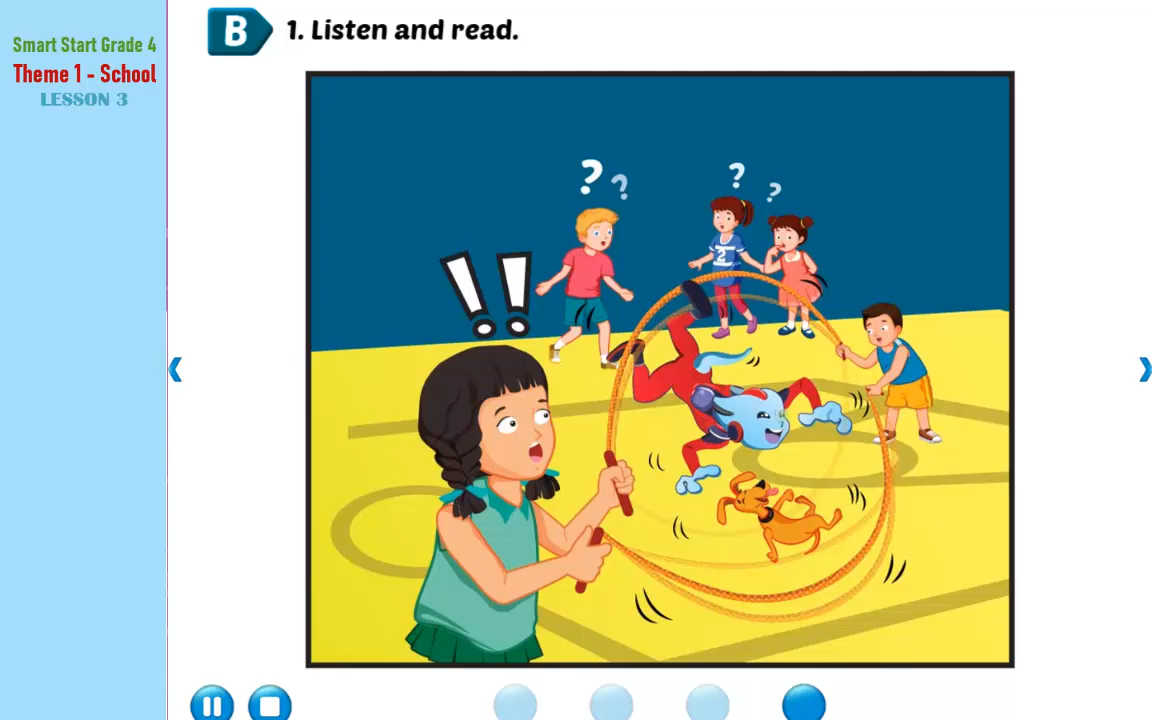 Smart Start Grade 4
Theme 1 - School
LESSON 3
B 1. Listen and read.
? ? ? ?
!!
2